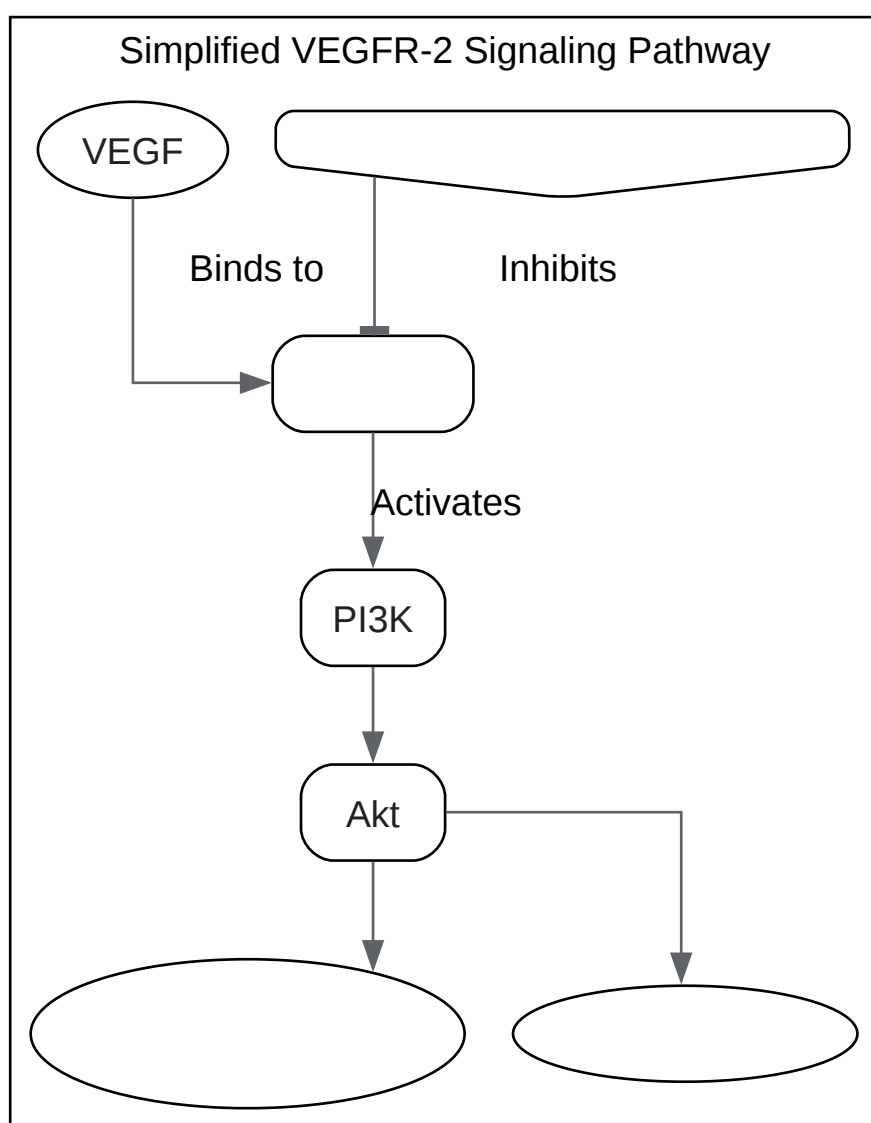 Simplified VEGFR-2 Signaling Pathway
VEGF
Binds to
Inhibits
Activates
PI3K
Akt